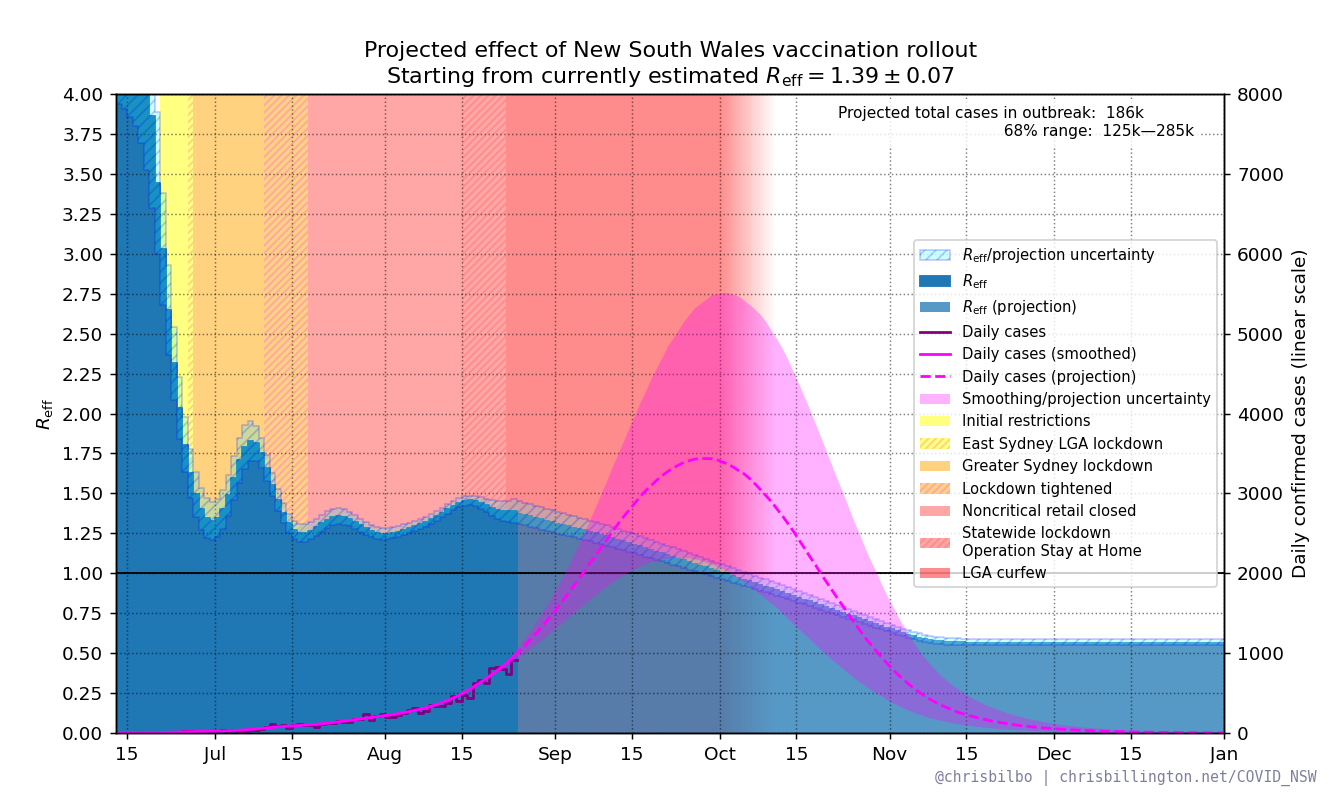 Projected effect of New South Wales vaccination rollout
Starting from currently estimated Reff = 1.39 ± 0.07
Projected total cases in outbreak: 186k
68% range: 125k—285k
4.00
3.75
3.50
3.25
3.00
2.75
2.50
2.25
2.00
1.75
1.50
1.25
1.00
0.75
0.50
0.25
0.00
Reff
8000
7000
6000
5000
4000
3000
2000
1000
0
Daily confirmed cases (linear scale)
Reff/projection uncertainty
Reff
Reff (projection)
Daily cases
Daily cases (smoothed)
Daily cases (projection)
Smoothing/projection uncertainty
Initial restrictions
East Sydney LGA lockdown
Greater Sydney lockdown
Lockdown tightened
Noncritical retail closed
Statewide lockdown
Operation Stay at Home
LGA curfew
15 Jul 15 Aug 15 Sep 15 Oct 15 Nov 15 Dec 15 Jan
@chrisbilbo | chrisbillington.net/COVID_NSW